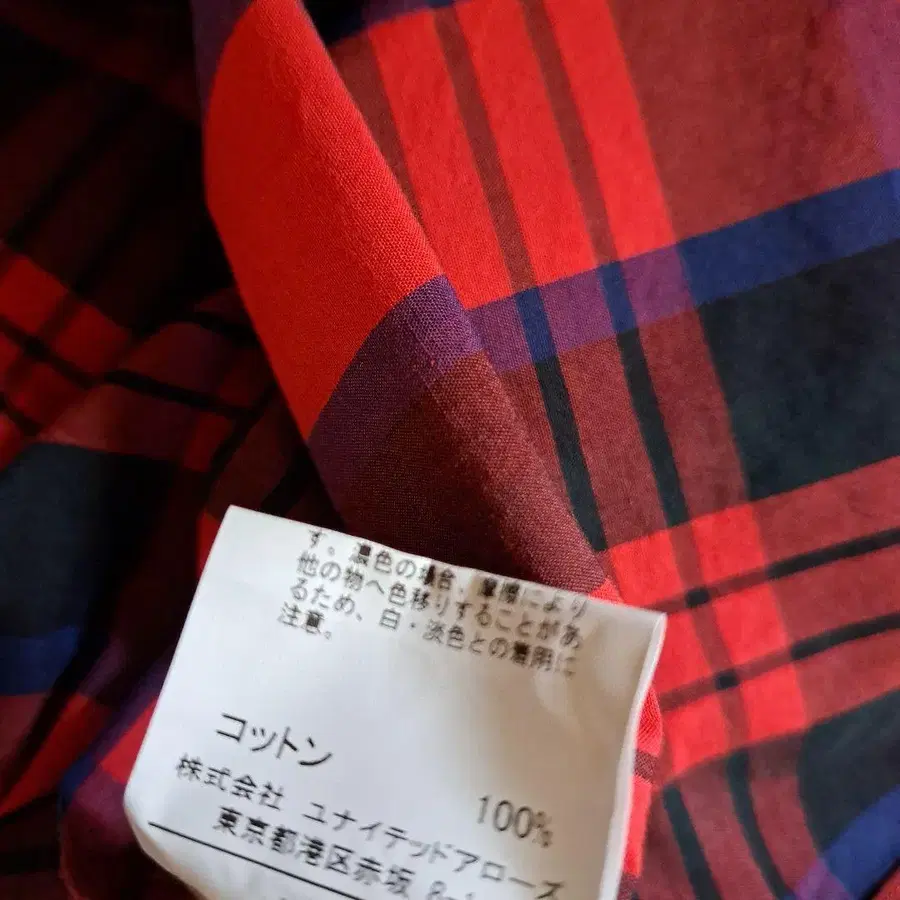 す。濃色の場合、摩擦により
他の物へ色移りすることがあ
るため、白・淡色との着用に
注意。
コットン 100%
株式会社 ユナイテッドアローズ
東京都港区赤坂 8-1